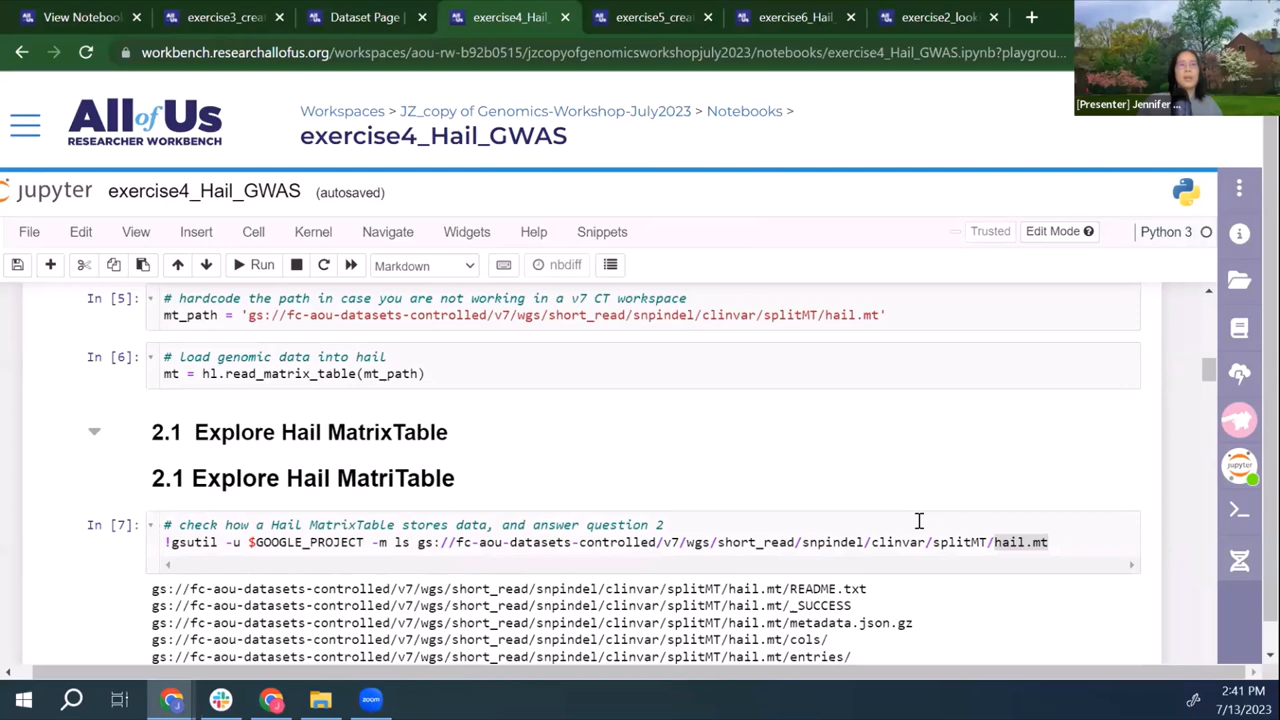 View Noteboo
exercise3_crea
Dataset Page |
exercise4_Hail_
exercise5_crea
exercise6_Hai
exercise2_look
workbench.researchallofus.org/workspaces/aou-rw-b92b0515/jzcopyofgenomicsworkshopjuly2023/notebooks/exercise4_Hail_GWAS.ipynb?playgrou...
[Presenter] Jennifer ...
All of Us
RESEARCHER WORKBENCH
Workspaces > JZ_copy of Genomics-Workshop-July2023 > Notebooks >
exercise4_Hail_GWAS
jupyter exercise4_Hail_GWAS (autosaved)
File Edit View Insert Cell Kernel Navigate Widgets Help Snippets
Trusted Edit Mode Python 3
Run Markdown nbdiff
In [5]: # hardcode the path in case you are not working in a v7 CT workspace
mt_path = 'gs://fc-aou-datasets-controlled/v7/wgs/short_read/snpindel/clinvar/splitMT/hail.mt'
In [6]: # load genomic data into hail
mt = hl.read_matrix_table(mt_path)
2.1 Explore Hail MatrixTable
2.1 Explore Hail MatriTable
In [7]: # check how a Hail MatrixTable stores data, and answer question 2
!gsutil -u $GOOGLE_PROJECT -m ls gs://fc-aou-datasets-controlled/v7/wgs/short_read/snpindel/clinvar/splitMT/hail.mt
gs://fc-aou-datasets-controlled/v7/wgs/short_read/snpindel/clinvar/splitMT/hail.mt/README.txt
gs://fc-aou-datasets-controlled/v7/wgs/short_read/snpindel/clinvar/splitMT/hail.mt/_SUCCESS
gs://fc-aou-datasets-controlled/v7/wgs/short_read/snpindel/clinvar/splitMT/hail.mt/metadata.json.gz
gs://fc-aou-datasets-controlled/v7/wgs/short_read/snpindel/clinvar/splitMT/hail.mt/cols/
gs://fc-aou-datasets-controlled/v7/wgs/short_read/snpindel/clinvar/splitMT/hail.mt/entries/
jupyter
zoom
2:41 PM
7/13/2023